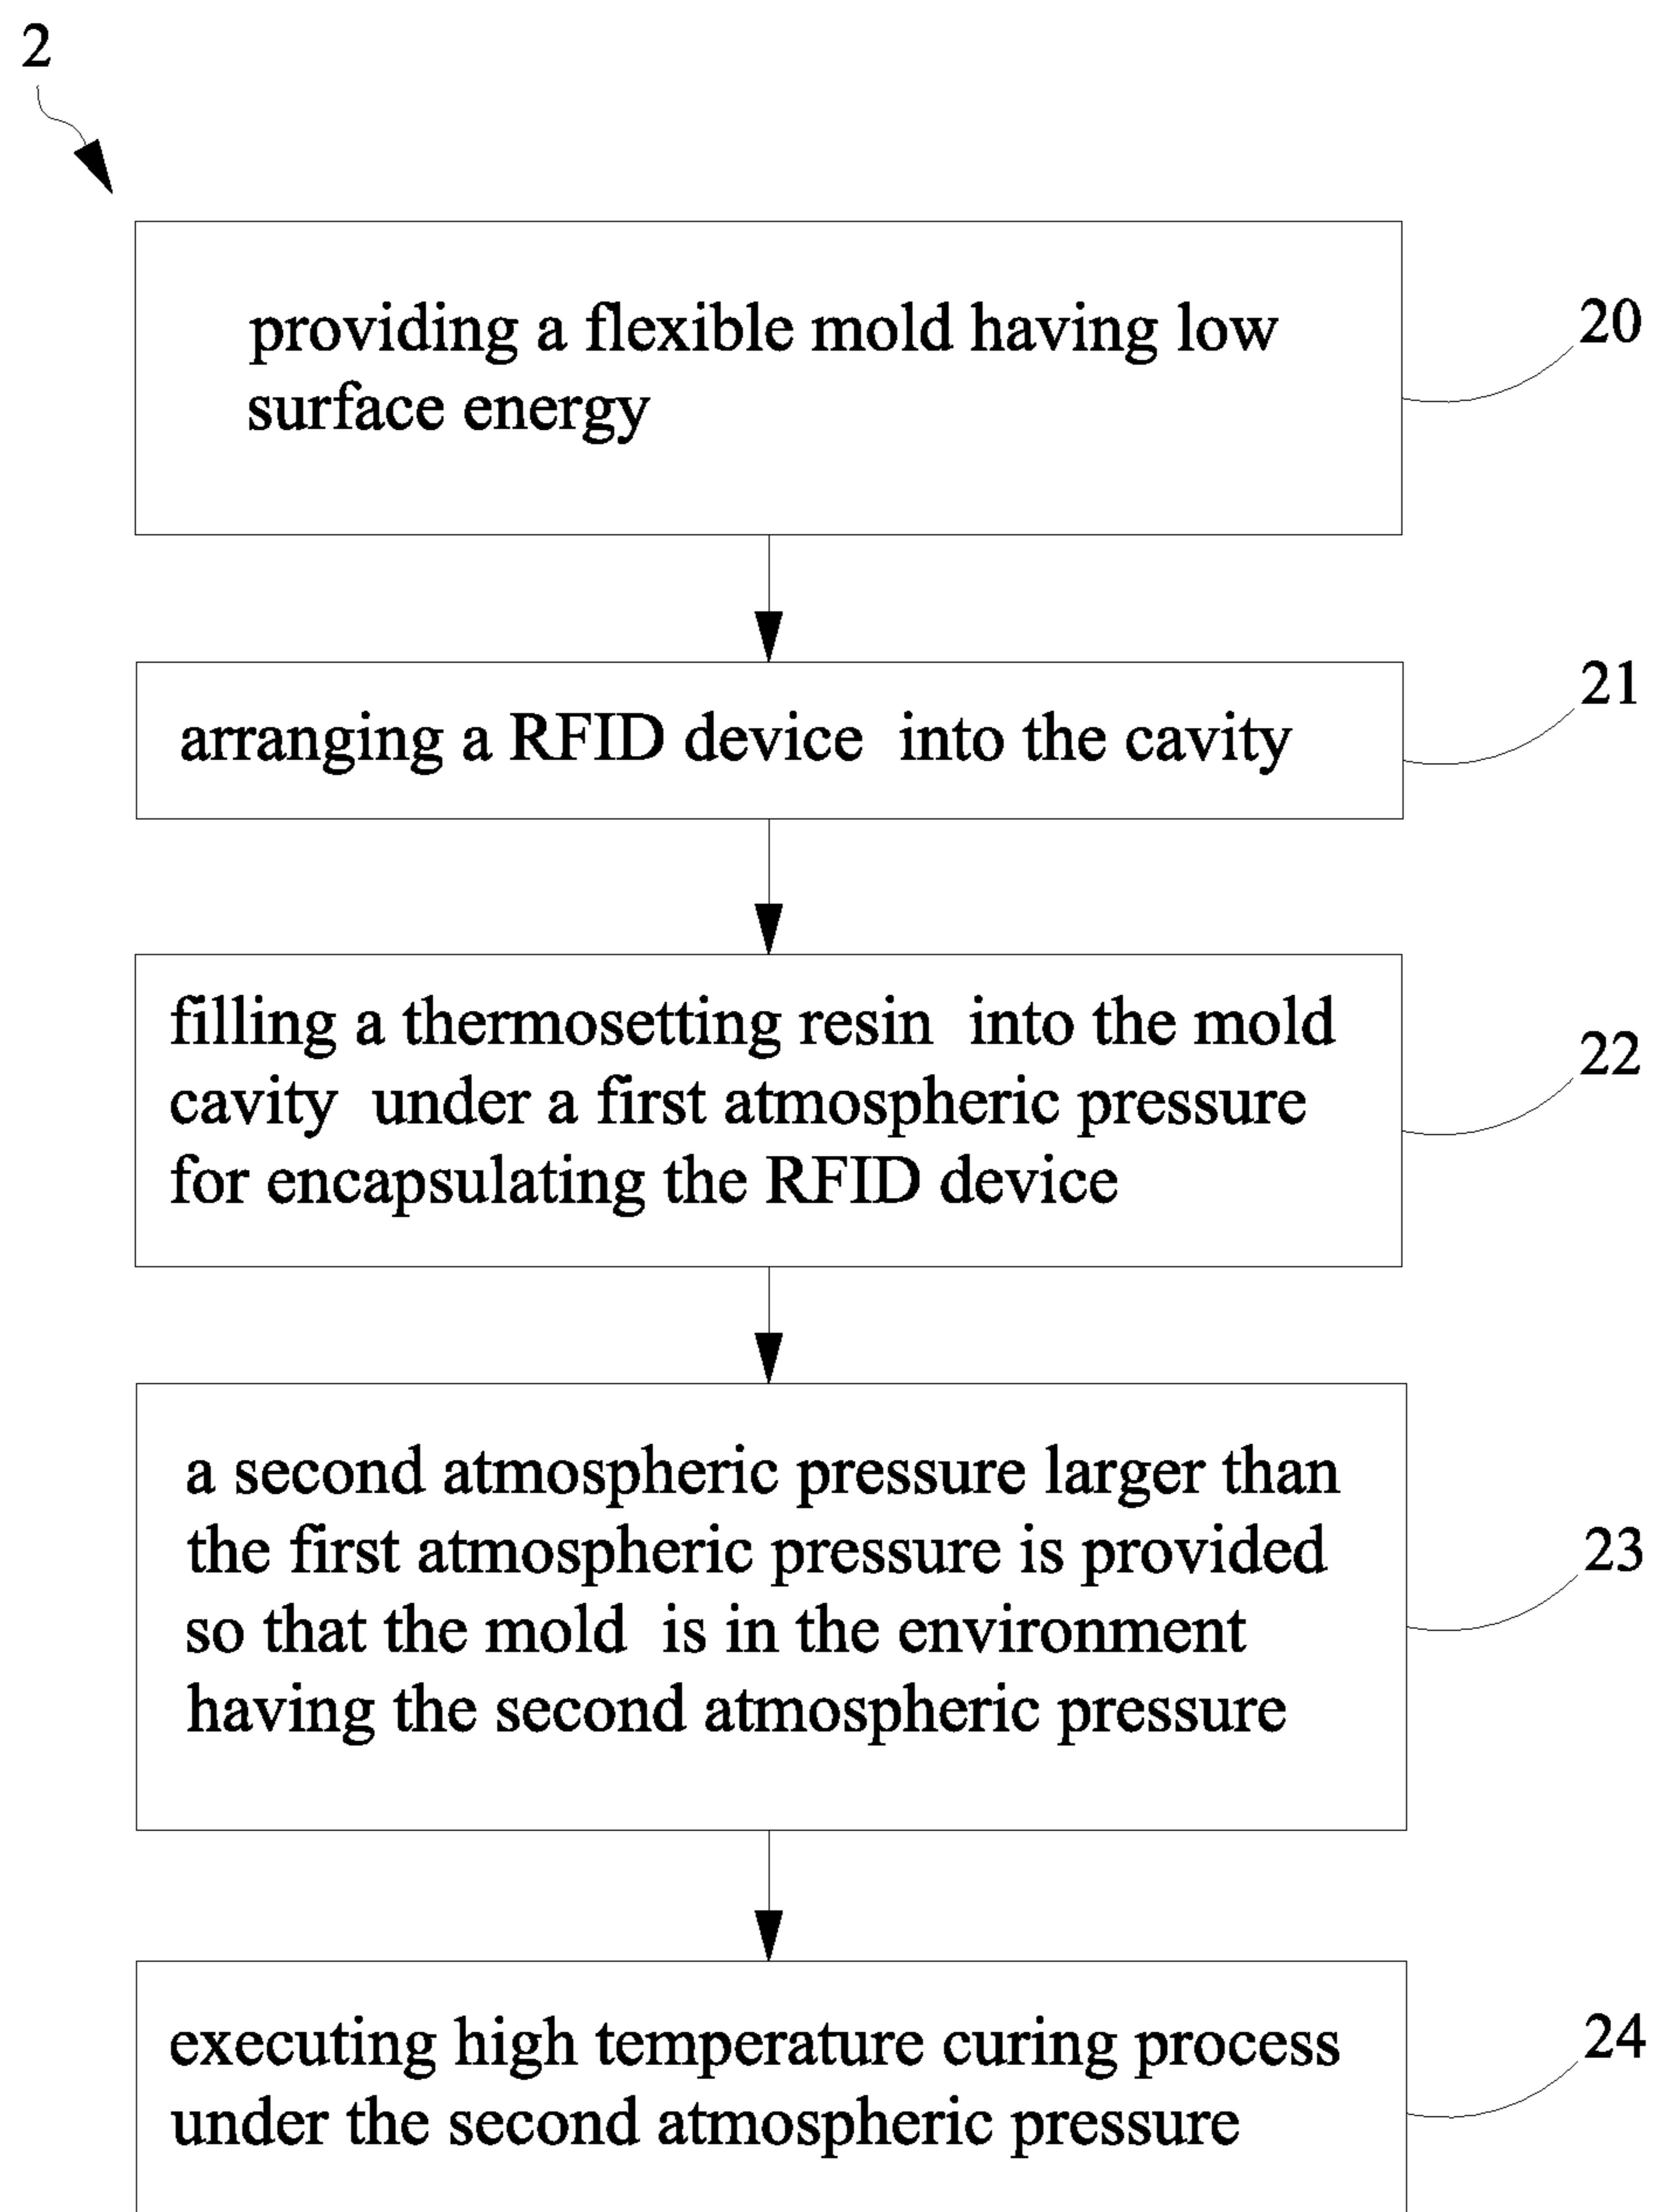 2
providing a flexible mold having low
surface energy
20
arranging a RFID device  into the cavity
21
filling a thermosetting resin  into the mold
cavity  under a first atmospheric pressure
for encapsulating the RFID device
22
a second atmospheric pressure larger than
the first atmospheric pressure is provided
so that the mold  is in the environment
having the second atmospheric pressure
23
executing high temperature curing process
under the second atmospheric pressure
24